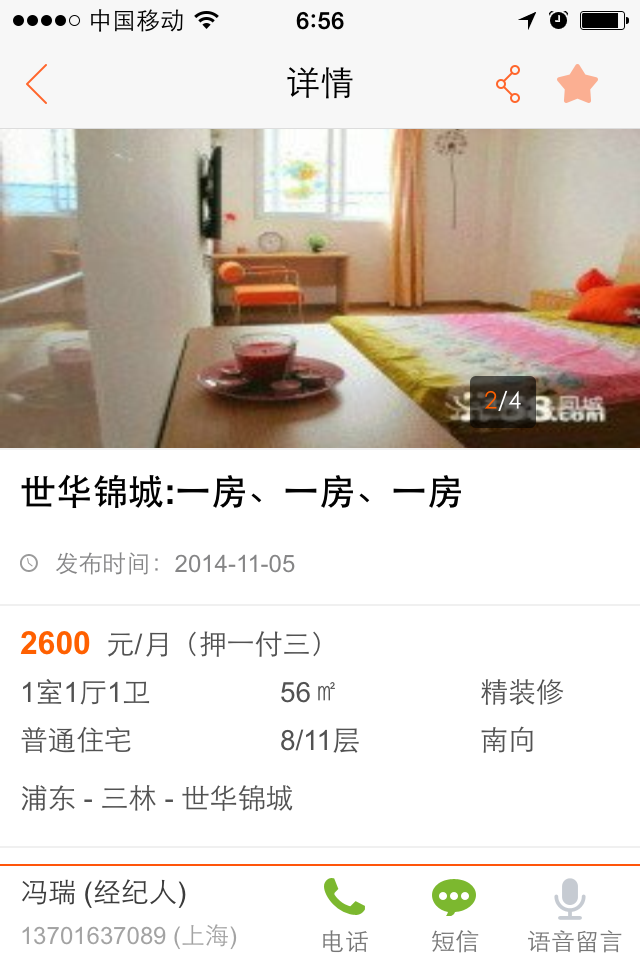 中国移动 6:56
详情
2/4
同城
.com
世华锦城:一房、一房、一房
发布时间：2014-11-05
2600 元/月（押一付三）
1室1厅1卫 56㎡ 精装修
普通住宅 8/11层 南向
浦东 - 三林 - 世华锦城
冯瑞 (经纪人)
13701637089 (上海)
电话 短信 语音留言